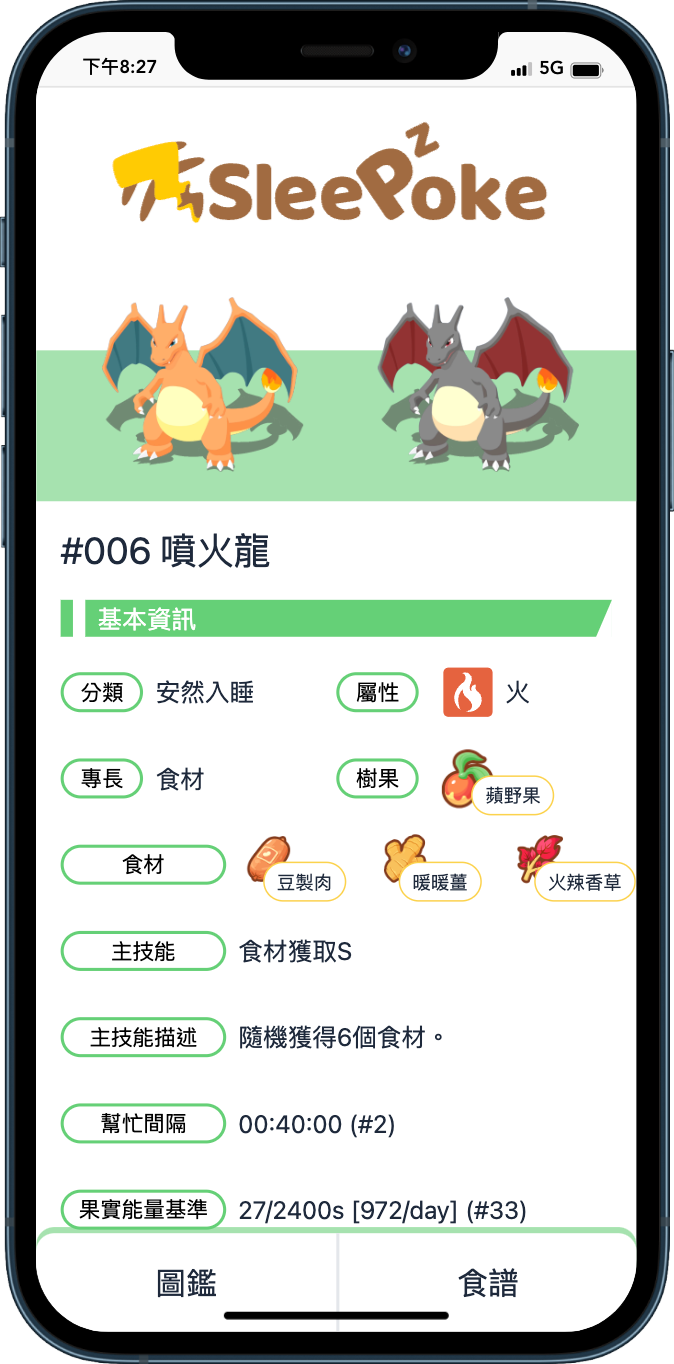 下午8:27 5G
SleePoke
z
#006 噴火龍
基本資訊
分類 安然入睡 屬性 火
專長 食材 樹果 蘋野果
食材 豆製肉 暖暖薑 火辣香草
主技能 食材獲取S
主技能描述 隨機獲得6個食材。
幫忙間隔 00:40:00 (#2)
果實能量基準 27/2400s [972/day] (#33)
圖鑑 食譜